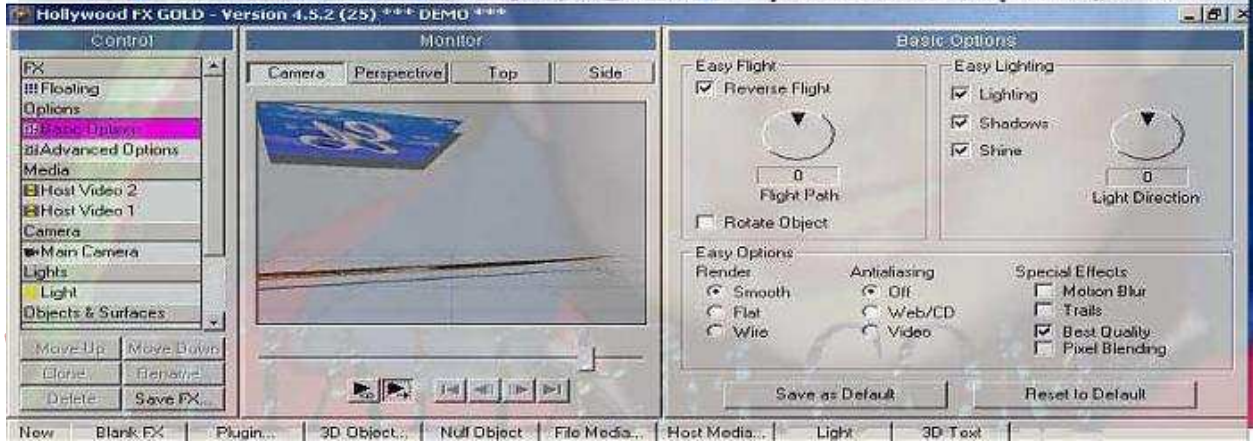 Hollywood FX GOLD - Version 4.5.2 (25) *** DEMO ***
Control
FX
Floating
Options
Basic Options
Advanced Options
Media
Host Video 2
Host Video 1
Camera
Main Camera
Lights
Light
Objects & Surfaces
Move Up Move Down
Clone Rename
Delete Save FX...
Monitor
Camera Perspective Top Side
Basic Options
Easy Flight
Reverse Flight
0
Flight Path
Rotate Object
Easy Lighting
Lighting
Shadows
Shine
0
Light Direction
Easy Options
Render
Smooth
Flat
Wire
Antialiasing
Off
Web/CD
Video
Special Effects
Motion Blur
Trails
Best Quality
Pixel Blending
Save as Default Reset to Default
New Blank FX Plugin... 3D Object... Null Object File Media... Host Media... Light 3D Text